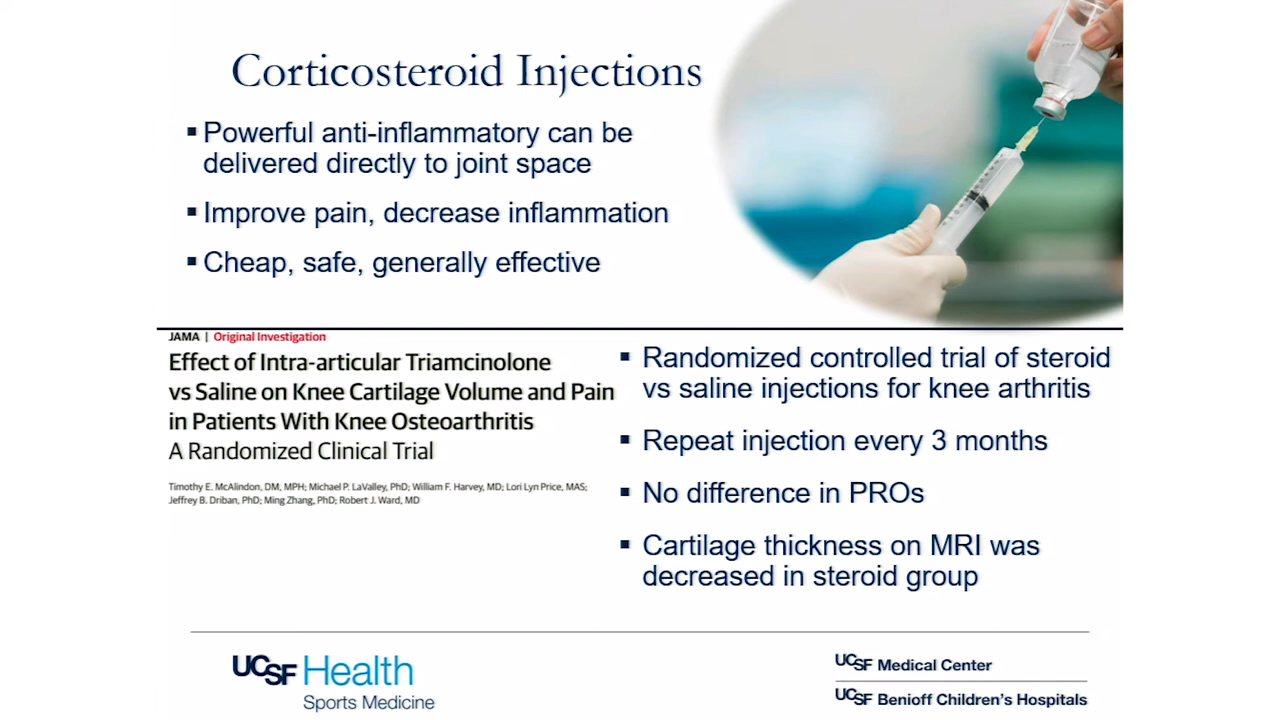 Corticosteroid Injections
▪ Powerful anti-inflammatory can be
delivered directly to joint space
▪ Improve pain, decrease inflammation
▪ Cheap, safe, generally effective
JAMA | Original Investigation
Effect of Intra-articular Triamcinolone
vs Saline on Knee Cartilage Volume and Pain
in Patients With Knee Osteoarthritis
A Randomized Clinical Trial
Timothy E. McAlindon, DM, MPH; Michael P. LaValley, PhD; William F. Harvey, MD; Lori Lyn Price, MAS;
Jeffrey B. Driban, PhD; Ming Zhang, PhD; Robert J. Ward, MD
▪ Randomized controlled trial of steroid
vs saline injections for knee arthritis
▪ Repeat injection every 3 months
▪ No difference in PROs
▪ Cartilage thickness on MRI was
decreased in steroid group
UCSF Health
Sports Medicine
UCSF Medical Center
UCSF Benioff Children's Hospitals